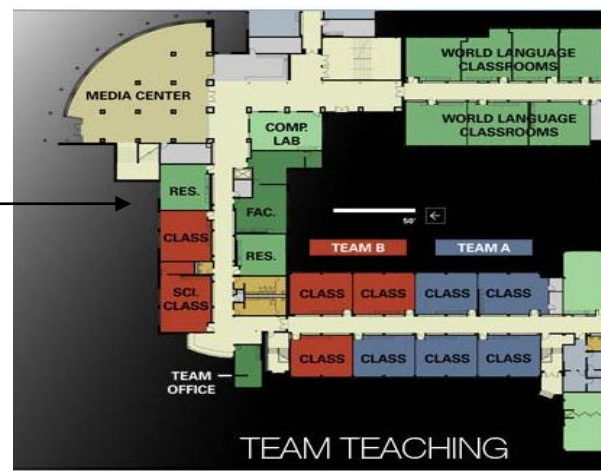 WORLD LANGUAGE
CLASSROOMS
MEDIA CENTER
WORLD LANGUAGE
CLASSROOMS
COMP.
LAB
RES.
FAC.
50'
CLASS
TEAM B
TEAM A
RES.
SCI.
CLASS
CLASS
CLASS
CLASS
CLASS
CLASS
CLASS
CLASS
CLASS
TEAM
OFFICE
TEAM TEACHING